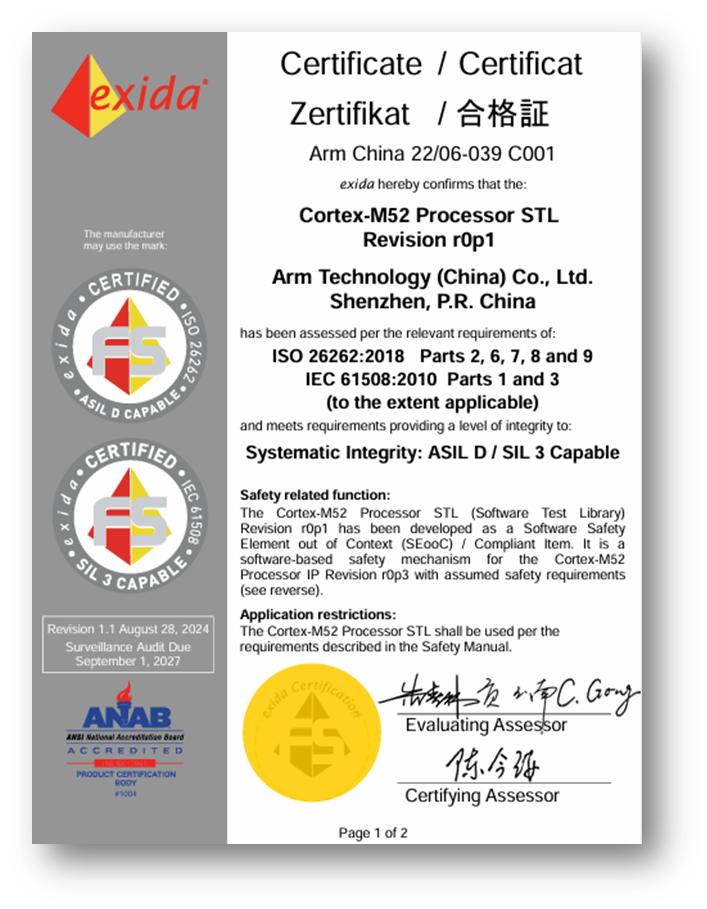 exida
The manufacturer
may use the mark:
exida • CERTIFIED • ISO 26262 •
ASIL D CAPABLE
FS
exida • CERTIFIED • IEC 61508 •
SIL 3 CAPABLE
FS
Revision 1.1 August 28, 2024
Surveillance Audit Due
September 1, 2027
ANAB
ANSI National Accreditation Board
ACCREDITED
PRODUCT CERTIFICATION
BODY
#1004
Certificate / Certificat
Zertifikat / 合格証
Arm China 22/06-039 C001
exida hereby confirms that the:
Cortex-M52 Processor STL
Revision r0p1
Arm Technology (China) Co., Ltd.
Shenzhen, P.R. China
has been assessed per the relevant requirements of:
ISO 26262:2018 Parts 2, 6, 7, 8 and 9
IEC 61508:2010 Parts 1 and 3
(to the extent applicable)
and meets requirements providing a level of integrity to:
Systematic Integrity: ASIL D / SIL 3 Capable
Safety related function:
The Cortex-M52 Processor STL (Software Test Library)
Revision r0p1 has been developed as a Software Safety
Element out of Context (SEooC) / Compliant Item. It is a
software-based safety mechanism for the Cortex-M52
Processor IP Revision r0p3 with assumed safety requirements
(see reverse).
Application restrictions:
The Cortex-M52 Processor STL shall be used per the
requirements described in the Safety Manual.
exida Certification
FS
C. Gong
Evaluating Assessor
Certifying Assessor
Page 1 of 2